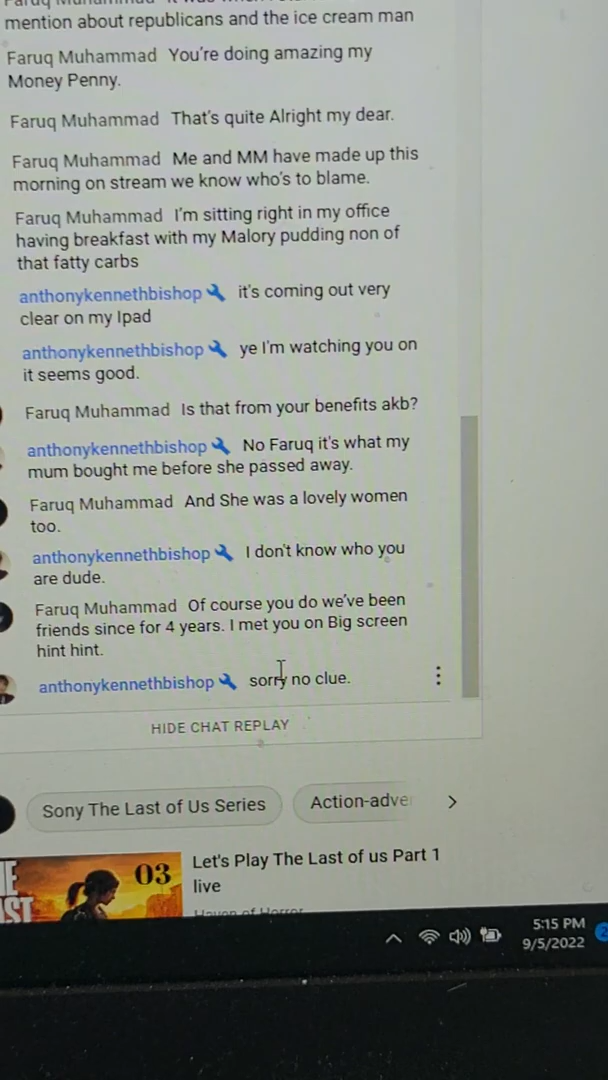 mention about republicans and the ice cream man
Faruq Muhammad You're doing amazing my
Money Penny.
Faruq Muhammad That's quite Alright my dear.
Faruq Muhammad Me and MM have made up this
morning on stream we know who's to blame.
Faruq Muhammad I'm sitting right in my office
having breakfast with my Malory pudding non of
that fatty carbs
anthonykennethbishop it's coming out very
clear on my Ipad
anthonykennethbishop ye I'm watching you on
it seems good.
Faruq Muhammad Is that from your benefits akb?
anthonykennethbishop No Faruq it's what my
mum bought me before she passed away.
Faruq Muhammad And She was a lovely women
too.
anthonykennethbishop I don't know who you
are dude.
Faruq Muhammad Of course you do we've been
friends since for 4 years. I met you on Big screen
hint hint.
anthonykennethbishop sorry no clue.
HIDE CHAT REPLAY
Sony The Last of Us Series
Action-adve
03
Let's Play The Last of us Part 1
live
Haven of Horror
5:15 PM
9/5/2022